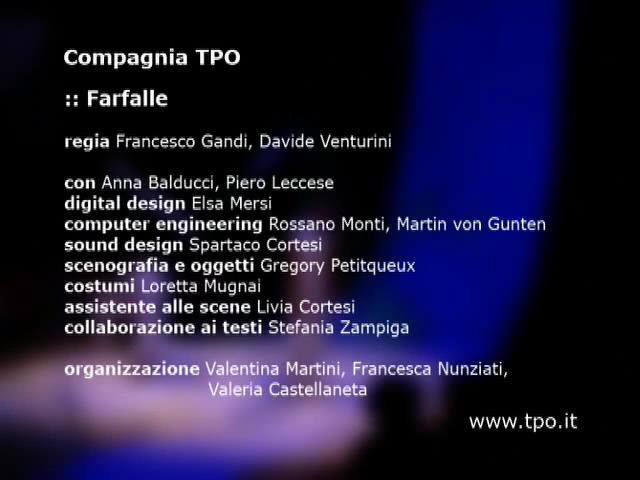 Compagnia TPO
:: Farfalle
regia Francesco Gandi, Davide Venturini
con Anna Balducci, Piero Leccese
digital design Elsa Mersi
computer engineering Rossano Monti, Martin von Gunten
sound design Spartaco Cortesi
scenografia e oggetti Gregory Petitqueux
costumi Loretta Mugnai
assistente alle scene Livia Cortesi
collaborazione ai testi Stefania Zampiga
organizzazione Valentina Martini, Francesca Nunziati,
Valeria Castellaneta
www.tpo.it